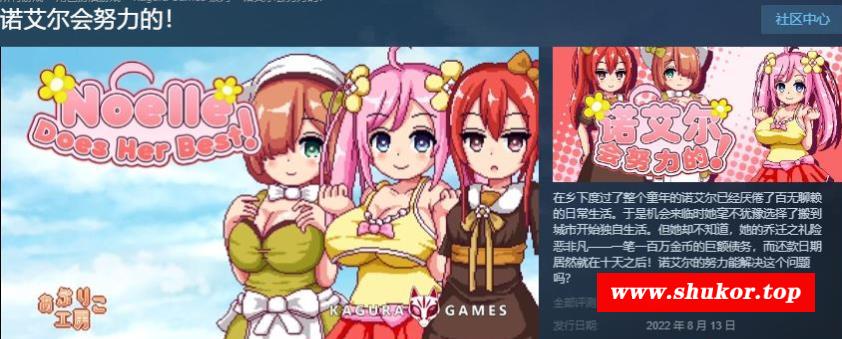 诺艾尔会努力的！
社区中心
Noelle
Does Her Best!
诺艾尔
会努力的！
在乡下度过了整个童年的诺艾尔已经厌倦了百无聊赖
的日常生活。于是机会来临时她毫不犹豫选择了搬到
城市开始独自生活。但她却不知道，她的乔迁之礼险
恶非凡——一笔一百万金币的巨额债务，而还款日期
居然就在十天之后！诺艾尔的努力能解决这个问题
吗？
全部评测
www.shukor.top
发行日期:
2022 年 8 月 13 日
あぷりこ
工房
KAGURA GAMES